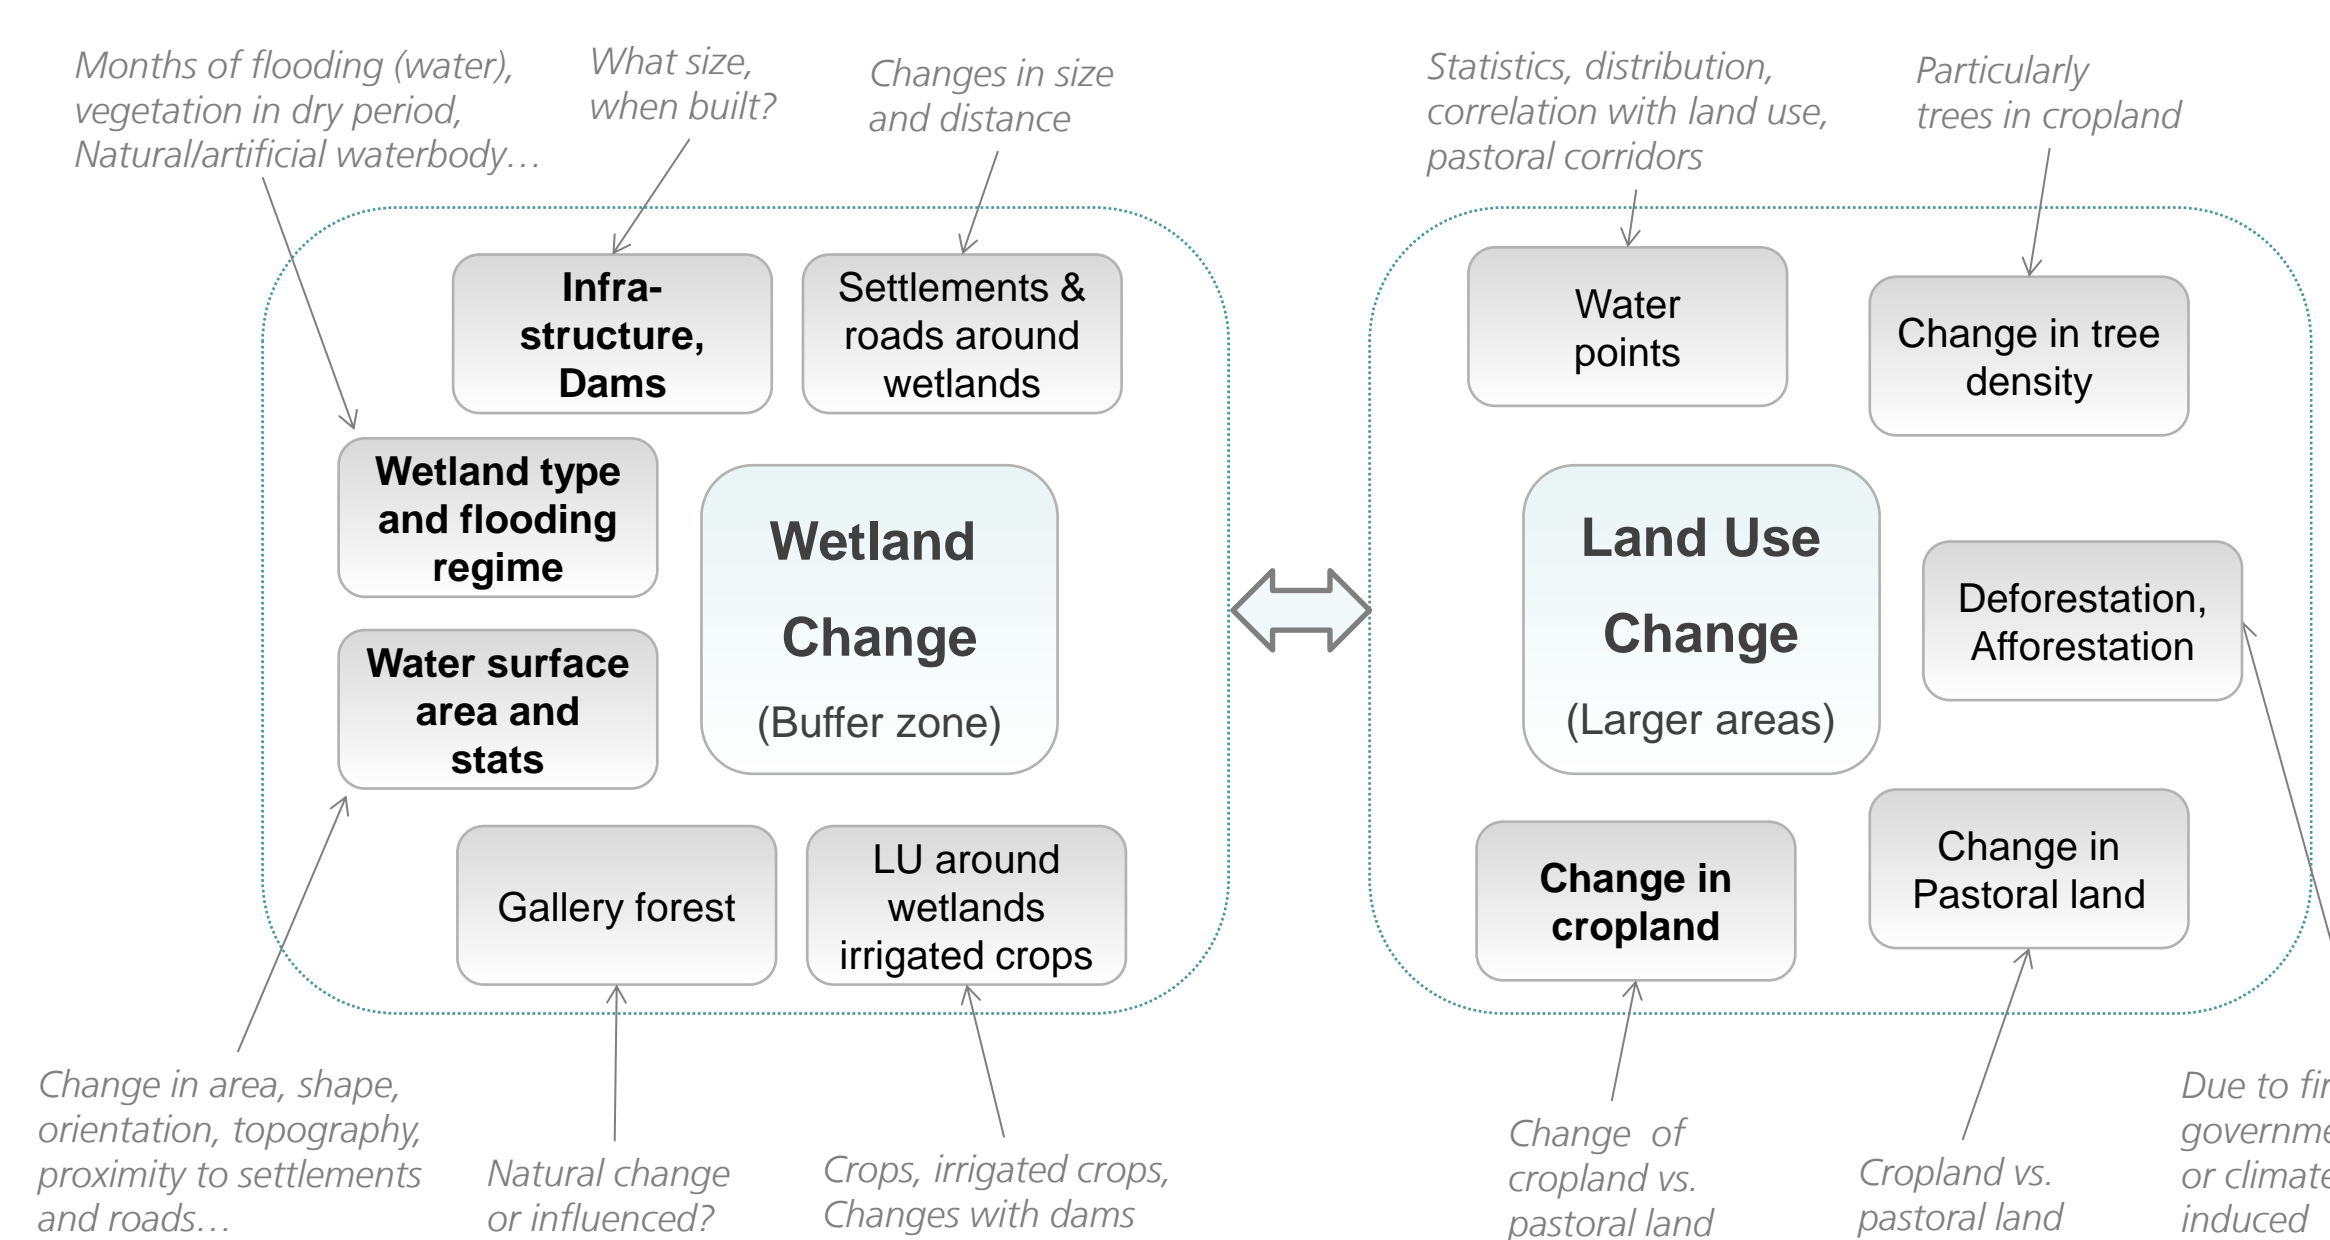 Months of flooding (water),
vegetation in dry period,
Natural/artificial waterbody…
What size,
when built?
Changes in size
and distance
Statistics, distribution,
correlation with land use,
pastoral corridors
Particularly
trees in cropland
Infra-
structure,
Dams
Settlements &
roads around
wetlands
Wetland type
and flooding
regime
Water surface
area and
stats
Wetland
Change
(Buffer zone)
Gallery forest
LU around
wetlands
irrigated crops
Water
points
Change in tree
density
Land Use
Change
(Larger areas)
Deforestation,
Afforestation
Change in
cropland
Change in
Pastoral land
Change in area, shape,
orientation, topography,
proximity to settlements
and roads…
Natural change
or influenced?
Crops, irrigated crops,
Changes with dams
Change of
cropland vs.
pastoral land
Cropland vs.
pastoral land
Due to
or climate
induced